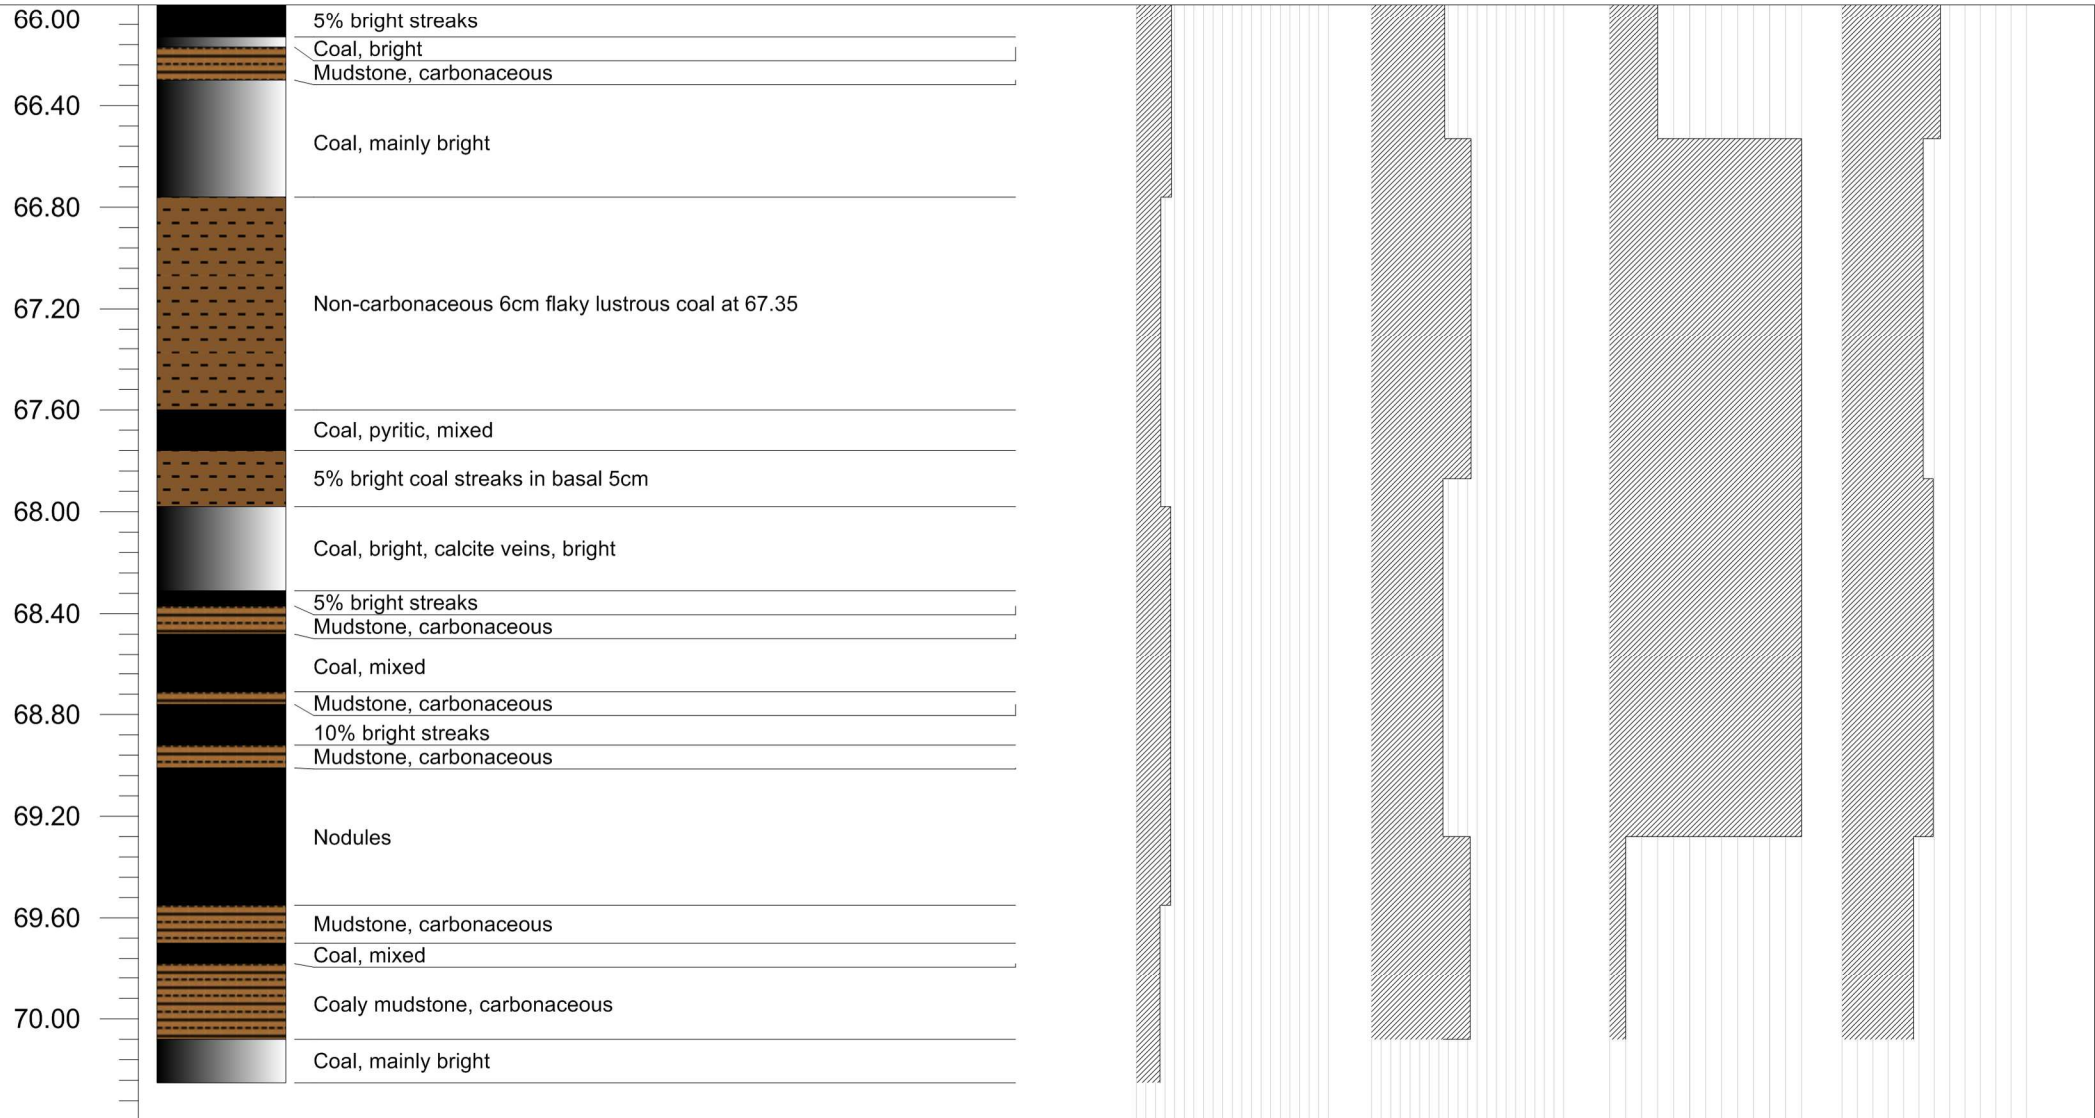 66.00 5% bright streaks
Coal, bright
Mudstone, carbonaceous
66.40
Coal, mainly bright
66.80
67.20 Non-carbonaceous 6cm flaky lustrous coal at 67.35
67.60
Coal, pyritic, mixed
5% bright coal streaks in basal 5cm
68.00
Coal, bright, calcite veins, bright
5% bright streaks
68.40
Mudstone, carbonaceous
Coal, mixed
Mudstone, carbonaceous
68.80
10% bright streaks
Mudstone, carbonaceous
69.20
Nodules
69.60
Mudstone, carbonaceous
Coal, mixed
Coaly mudstone, carbonaceous
70.00
Coal, mainly bright